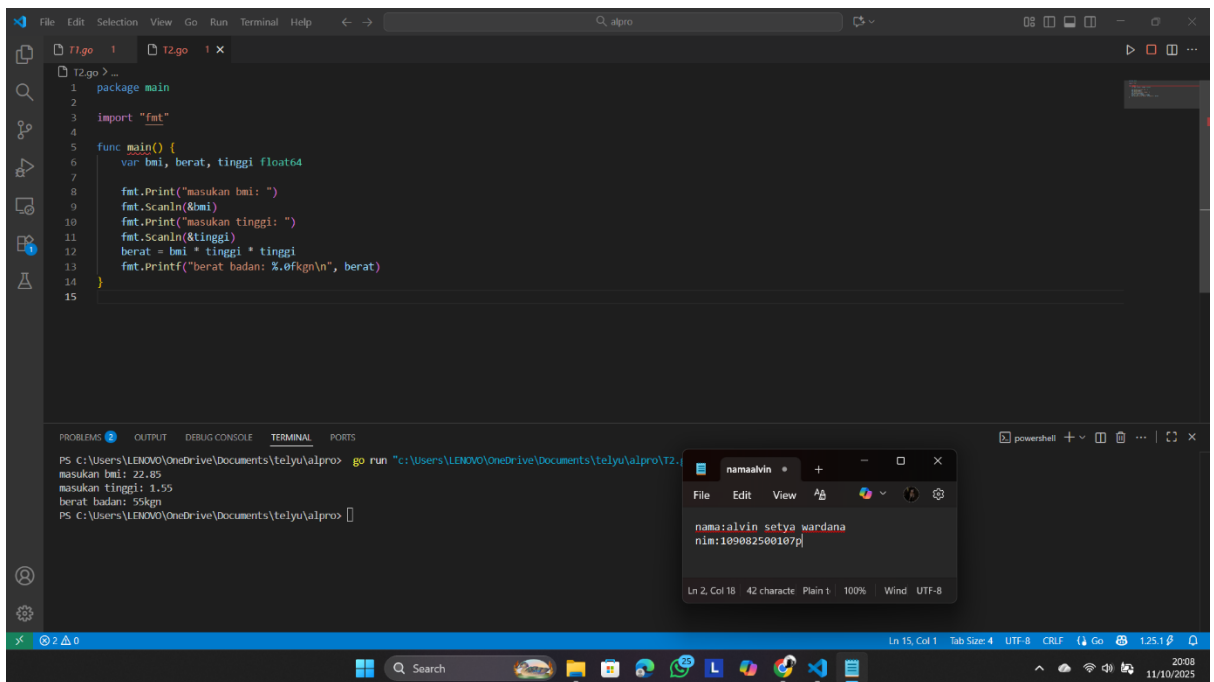 File Edit Selection View Go Run Terminal Help
alpro
T1.go 1
T2.go 1
T2.go > ...
1 package main
2
3 import "fmt"
4
5 func main() {
6 var bmi, berat, tinggi float64
7
8 fmt.Print("masukan bmi: ")
9 fmt.Scanln(&bmi)
10 fmt.Print("masukan tinggi: ")
11 fmt.Scanln(&tinggi)
12 berat = bmi * tinggi * tinggi
13 fmt.Printf("berat badan: %.0fkgn\n", berat)
14 }
15
PROBLEMS 2 OUTPUT DEBUG CONSOLE TERMINAL PORTS
powershell
PS C:\Users\LENOVO\OneDrive\Documents\telyu\alpro> go run "c:\Users\LENOVO\OneDrive\Documents\telyu\alpro\T2.g
masukan bmi: 22.85
masukan tinggi: 1.55
berat badan: 55kgn
PS C:\Users\LENOVO\OneDrive\Documents\telyu\alpro>
namaalvin
File Edit View
nama:alvin setya wardana
nim:109082500107p
Ln 2, Col 18 42 characte Plain t 100% Wind UTF-8
2 0
Ln 15, Col 1 Tab Size: 4 UTF-8 CRLF Go 1.25.1
1
Search
25
L
20:08
11/10/2025